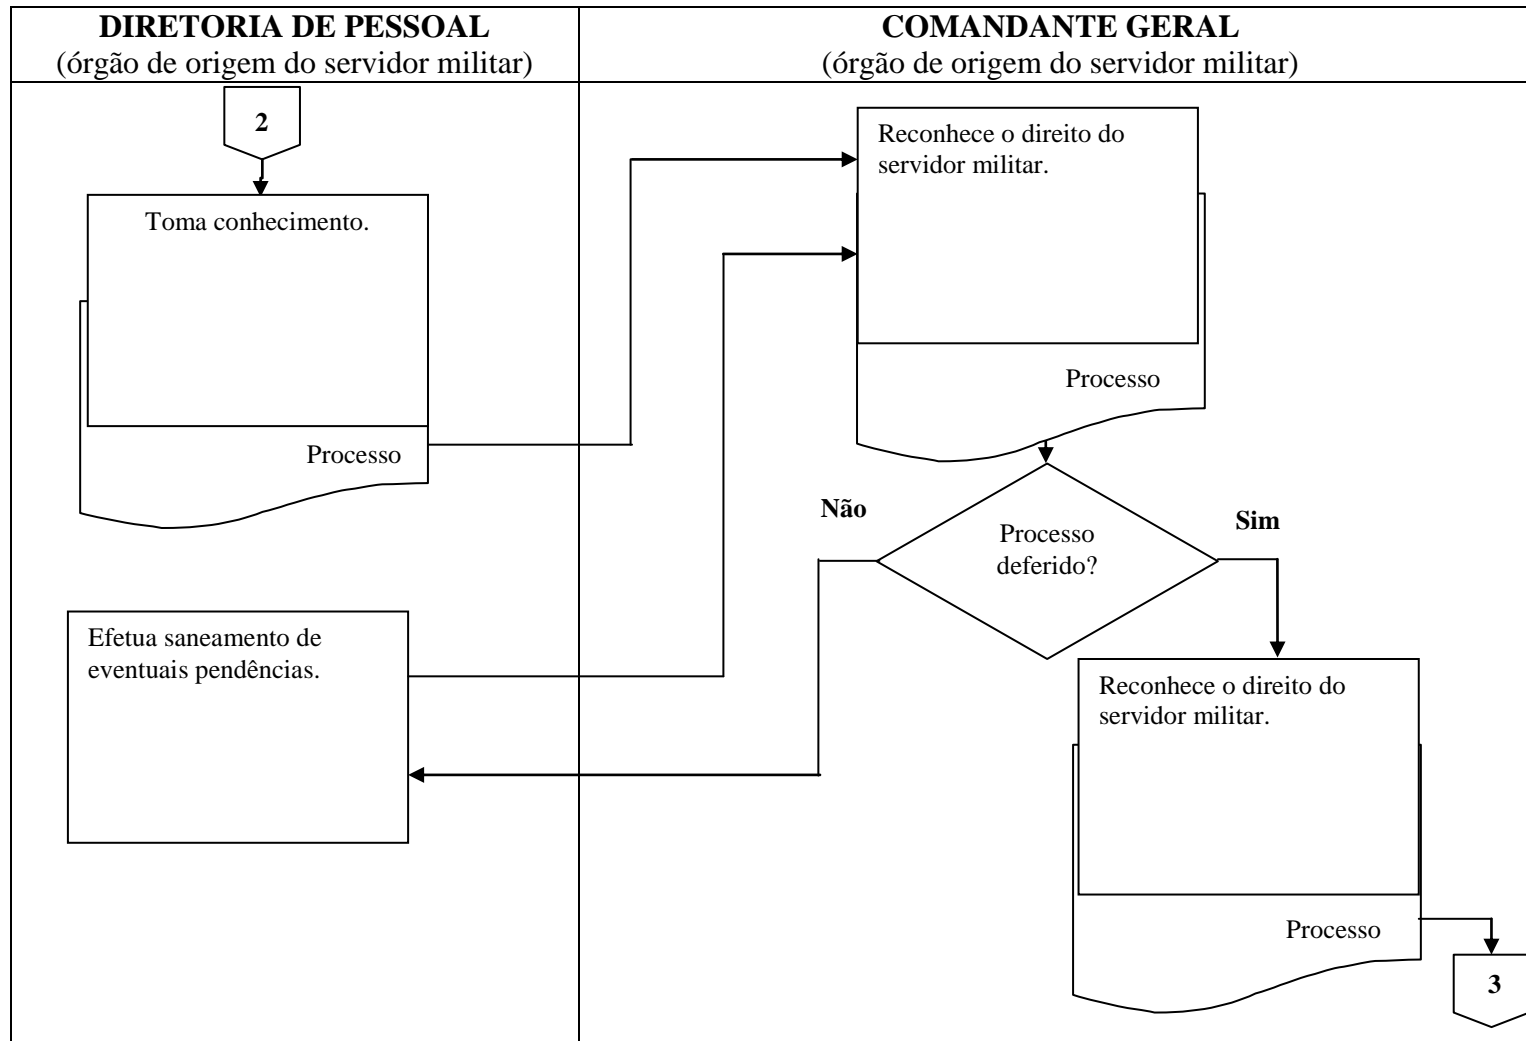 DIRETORIA DE PESSOAL
(órgão de origem do servidor militar)
COMANDANTE GERAL
(órgão de origem do servidor militar)
2
Toma conhecimento.
Processo
Reconhece o direito do
servidor militar.
Processo
Não
Processo
deferido?
Sim
Efetua saneamento de
eventuais pendências.
Reconhece o direito do
servidor militar.
Processo
3